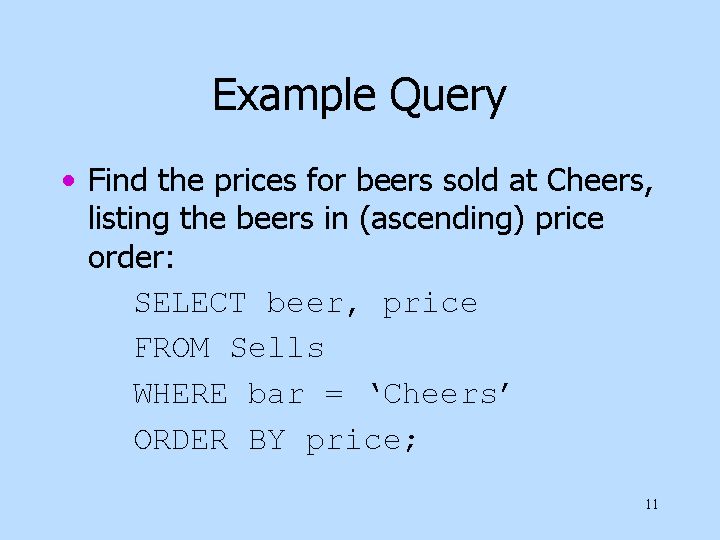 Example Query
• Find the prices for beers sold at Cheers,
listing the beers in (ascending) price
order:
SELECT beer, price
FROM Sells
WHERE bar = ‘Cheers’
ORDER BY price;
11